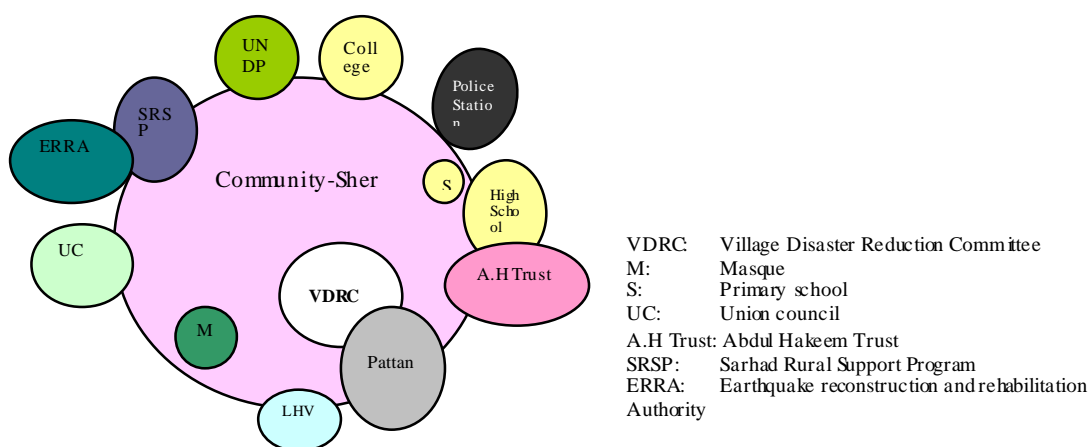 UN
DP
Coll
ege
Police
Statio
n
SRS
P
ERRA
Community-Sher
S
High
Scho
ol
UC
A.H Trust
VDRC
M
Pattan
LHV
VDRC: Village Disaster Reduction Committee
M: Masque
S: Primary school
UC: Union council
A.H Trust: Abdul Hakeem Trust
SRSP: Sarhad Rural Support Program
ERRA: Earthquake reconstruction and rehabilitation
Authority